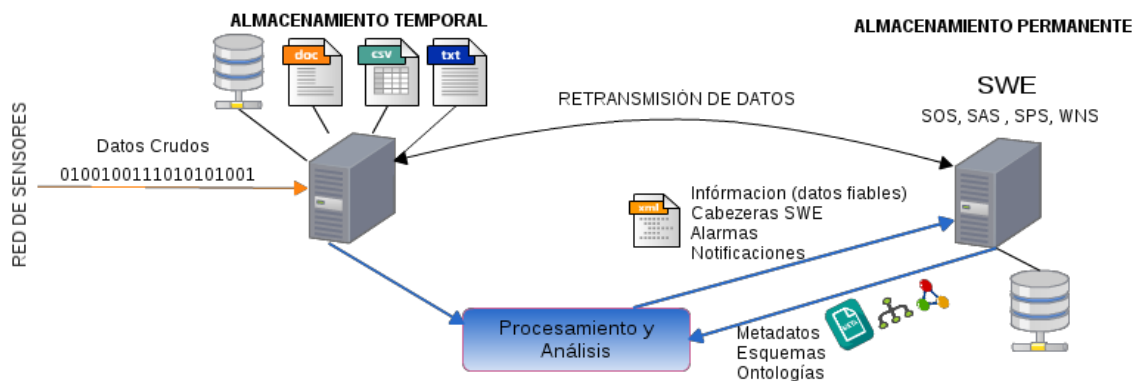 ALMACENAMIENTO TEMPORAL
ALMACENAMIENTO PERMANENTE
doc
csv
txt
SWE
SOS, SAS , SPS, WNS
RETRANSMISIÓN DE DATOS
RED DE SENSORES
Datos Crudos
0100100111010101001
xml
Infórmacion (datos fiables)
Cabezeras SWE
Alarmas
Notificaciones
Procesamiento y
Análisis
Metadatos
Esquemas
Ontologías